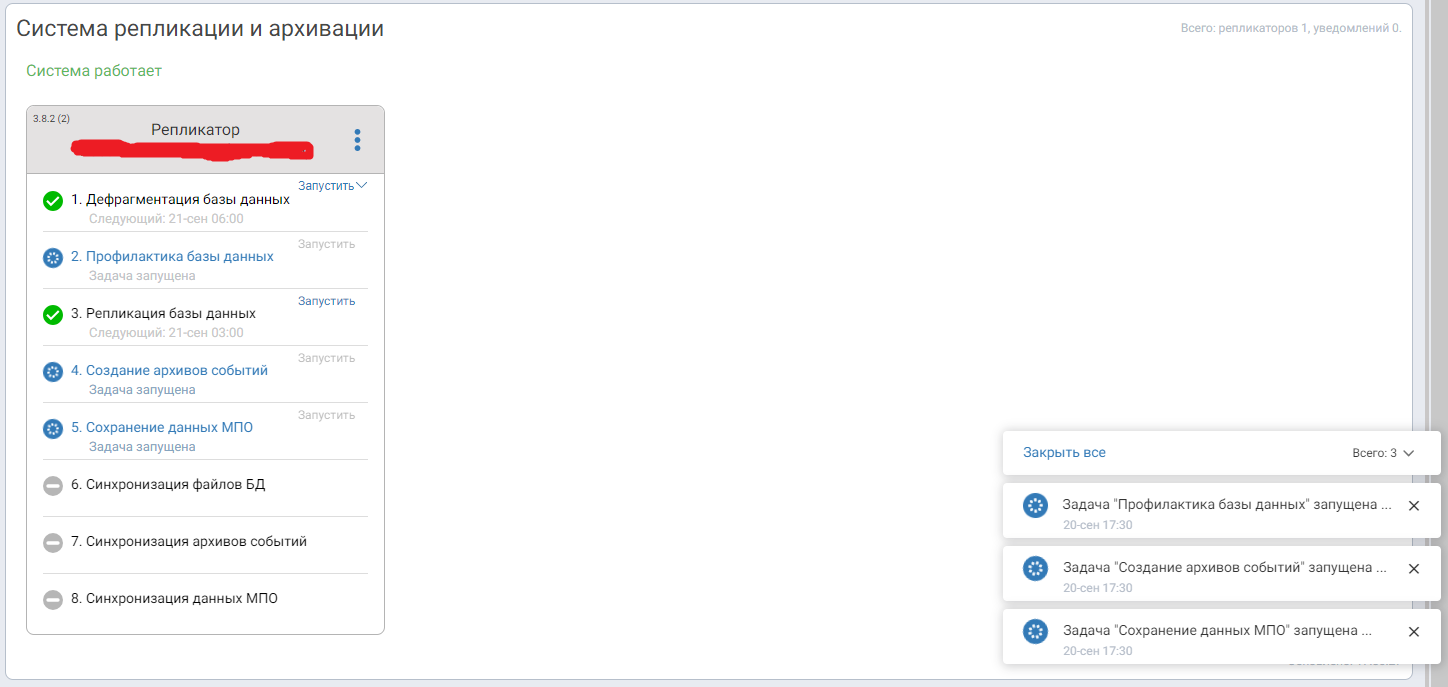 Система репликации и архивации
Всего: репликаторов 1, уведомлений 0.
Система работает
3.8.2 (2)
Репликатор
Запустить
1. Дефрагментация базы данных
Следующий: 21-сен 06:00
Запустить
2. Профилактика базы данных
Задача запущена
Запустить
3. Репликация базы данных
Следующий: 21-сен 03:00
Запустить
4. Создание архивов событий
Задача запущена
Запустить
5. Сохранение данных МПО
Задача запущена
6. Синхронизация файлов БД
7. Синхронизация архивов событий
8. Синхронизация данных МПО
Закрыть все
Всего: 3
Задача "Профилактика базы данных" запущена ...
20-сен 17:30
Задача "Создание архивов событий" запущена ...
20-сен 17:30
Задача "Сохранение данных МПО" запущена ...
20-сен 17:30